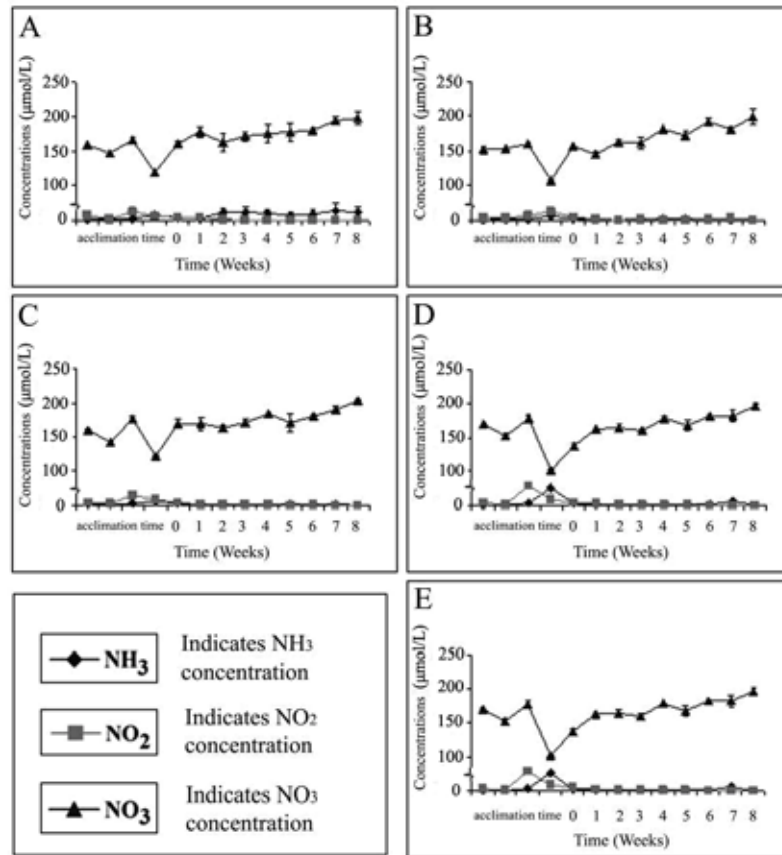 A
Concentrations (µmol/L)
250
200
150
100
0
acclimation time 0 1 2 3 4 5 6 7 8
Time (Weeks)
B
Concentrations (µmol/L)
250
200
150
100
0
acclimation time 0 1 2 3 4 5 6 7 8
Time (Weeks)
C
Concentrations (µmol/L)
250
200
150
100
0
acclimation time 0 1 2 3 4 5 6 7 8
Time (Weeks)
D
Concentrations (µmol/L)
250
200
150
100
0
acclimation time 0 1 2 3 4 5 6 7 8
Time (Weeks)
NH3 Indicates NH3
concentration
NO2 Indicates NO2
concentration
NO3 Indicates NO3
concentration
E
Concentrations (µmol/L)
250
200
150
100
0
acclimation time 0 1 2 3 4 5 6 7 8
Time (Weeks)